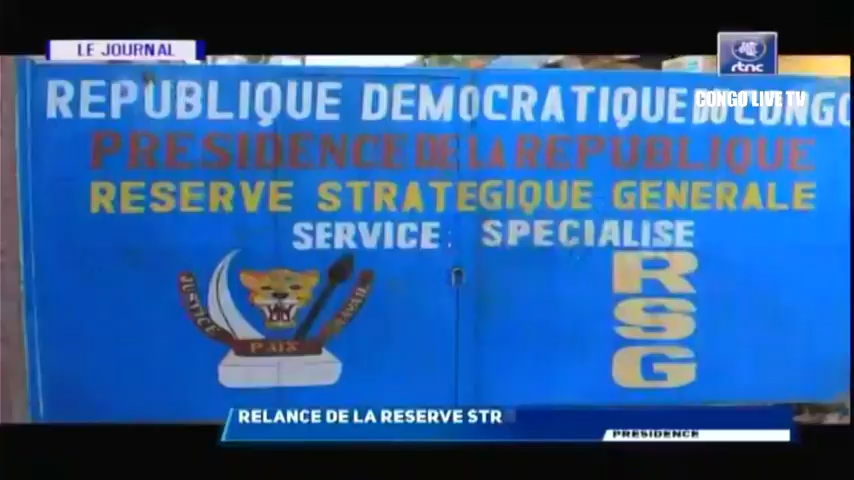 LE JOURNAL
rtnc
CONGO LIVE TV
REPUBLIQUE DEMOCRATIQUE DU CONGO
PRESIDENCE DE LA REPUBLIQUE
RESERVE STRATEGIQUE GENERALE
SERVICE : SPECIALISE
JUSTICE
PAIX
TRAVAIL
RSG
RELANCE DE LA RESERVE STR
PRESIDENCE